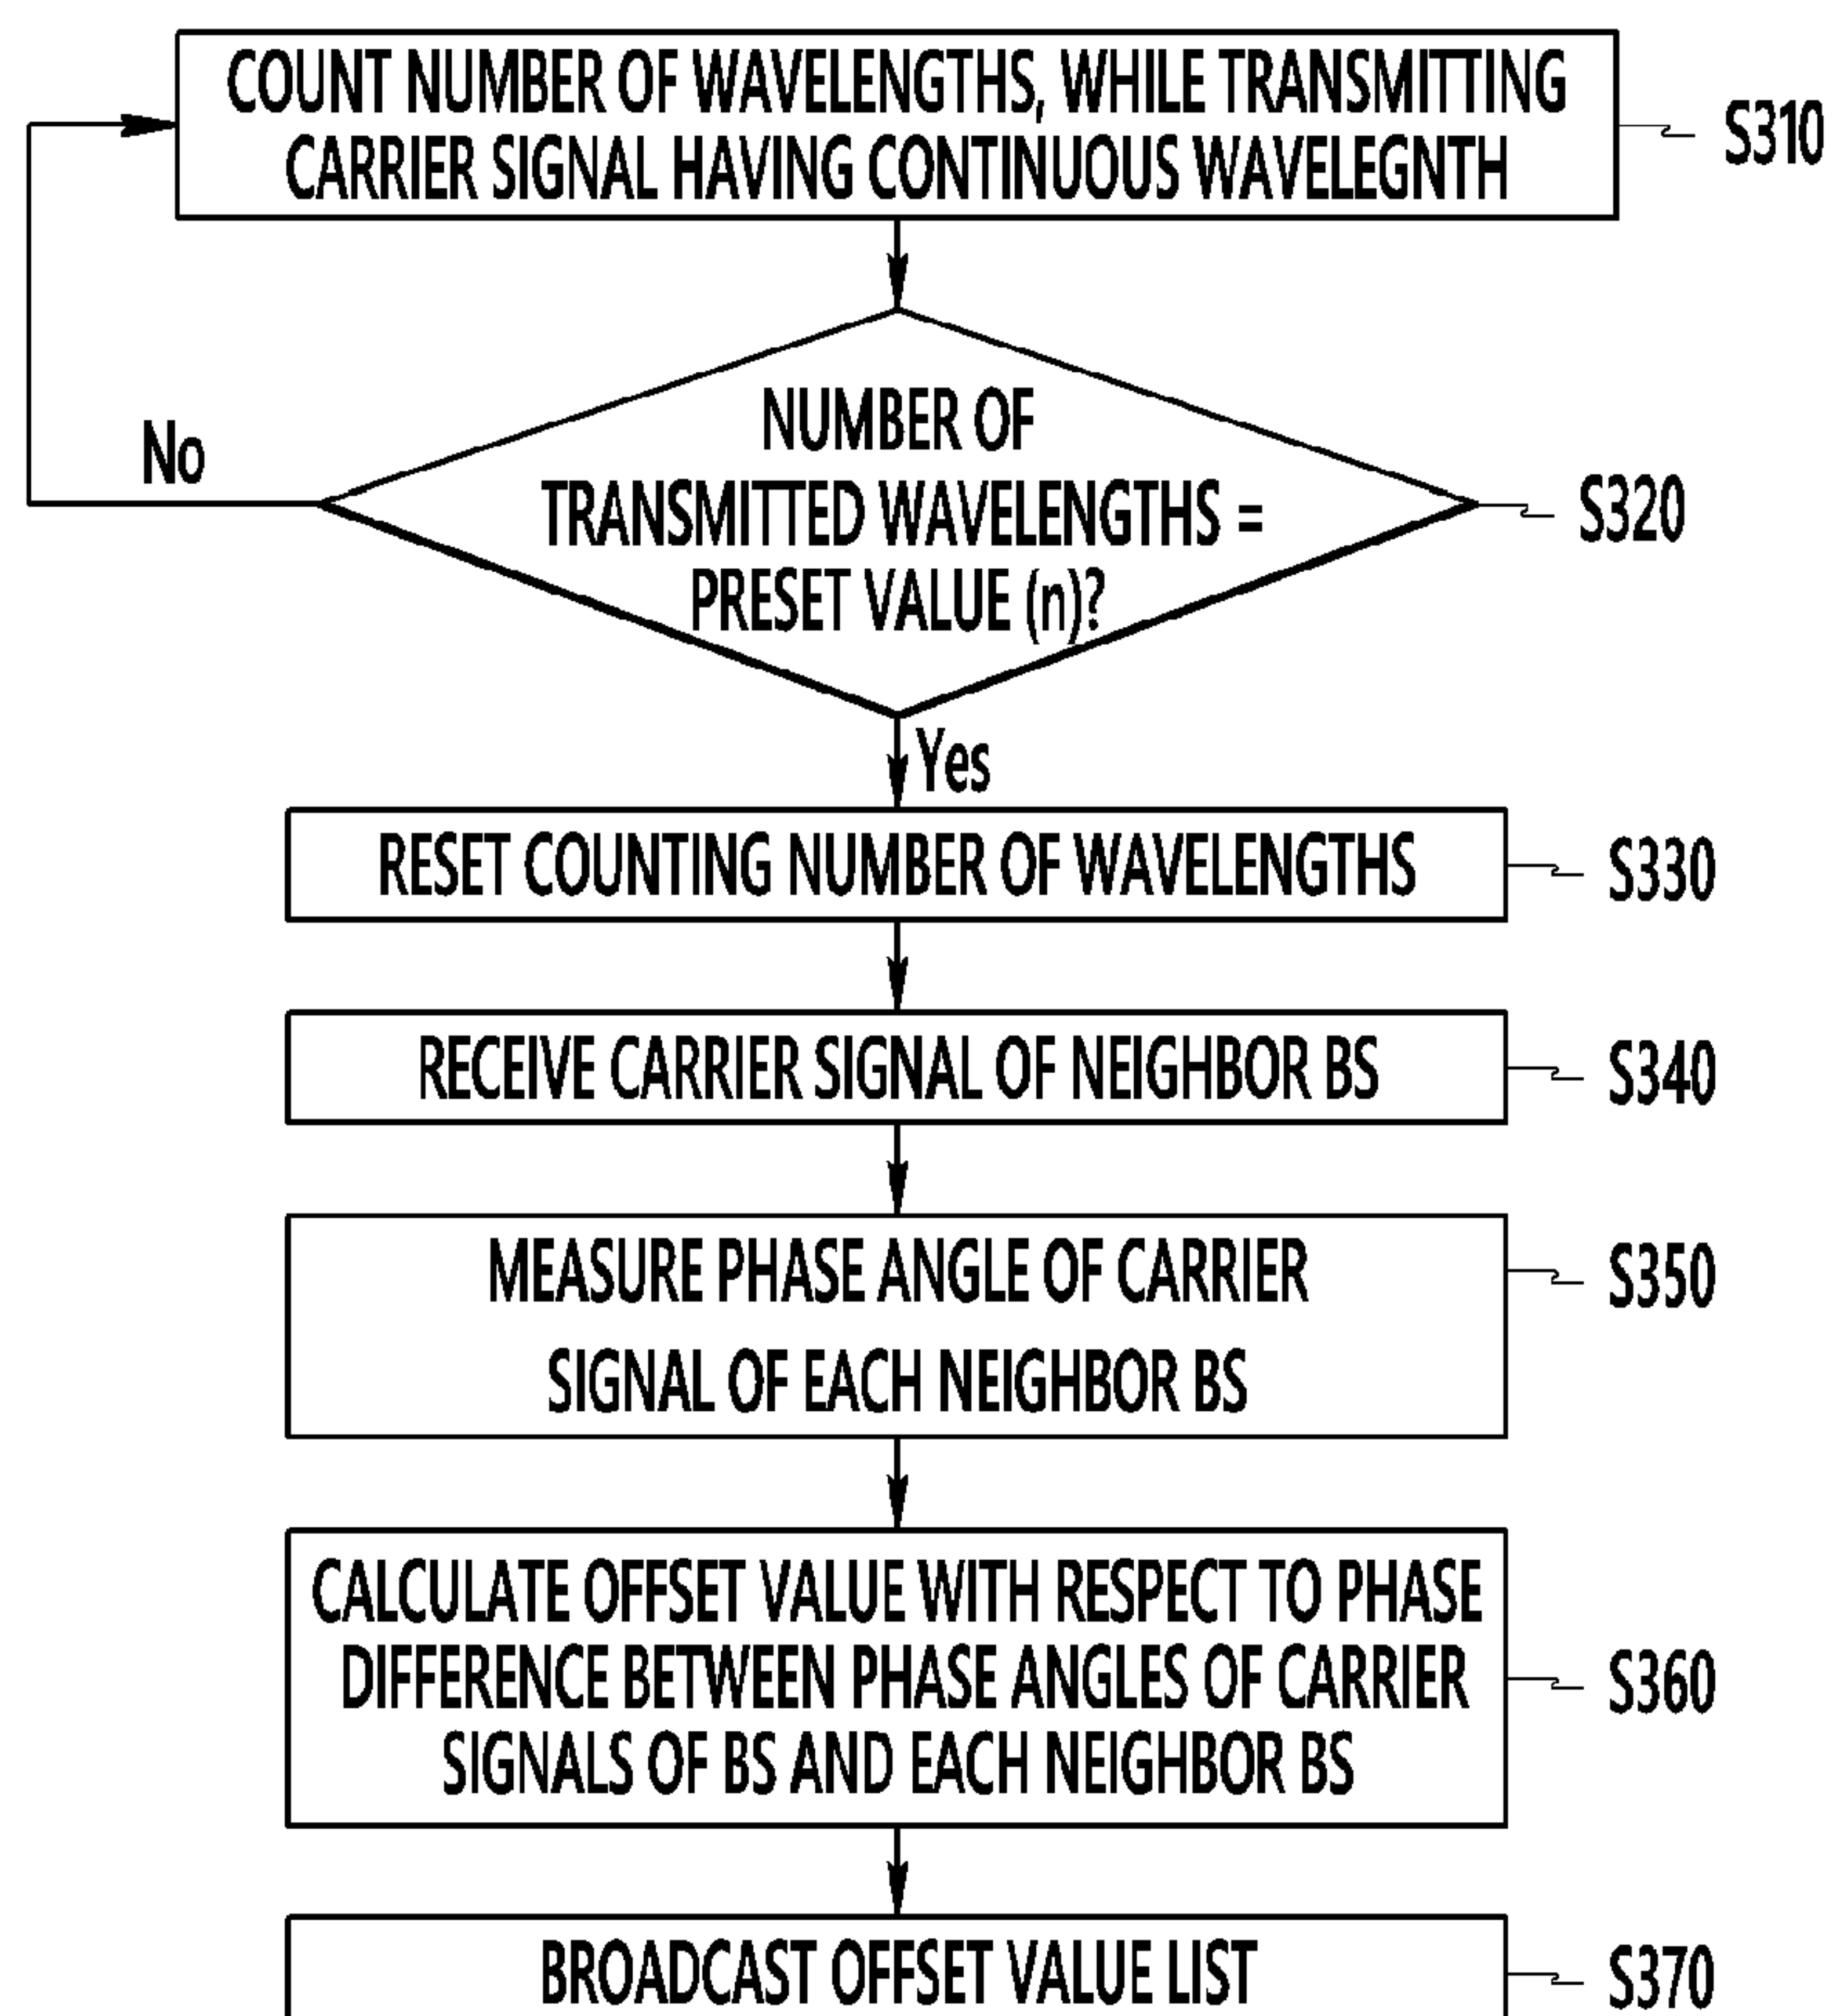 COUNT NUMBER OF WAVELENGTHS, WHILE TRANSMITTING
CARRIER SIGNAL HAVING CONTINUOUS WAVELEGNTH
S310
NUMBER OF
TRANSMITTED WAVELENGTHS =
PRESET VALUE (n)?
S320
No
Yes
RESET COUNTING NUMBER OF WAVELENGTHS
S330
RECEIVE CARRIER SIGNAL OF NEIGHBOR BS
S340
MEASURE PHASE ANGLE OF CARRIER
SIGNAL OF EACH NEIGHBOR BS
S350
CALCULATE OFFSET VALUE WITH RESPECT TO PHASE
DIFFERENCE BETWEEN PHASE ANGLES OF CARRIER
SIGNALS OF BS AND EACH NEIGHBOR BS
S360
BROADCAST OFFSET VALUE LIST
S370